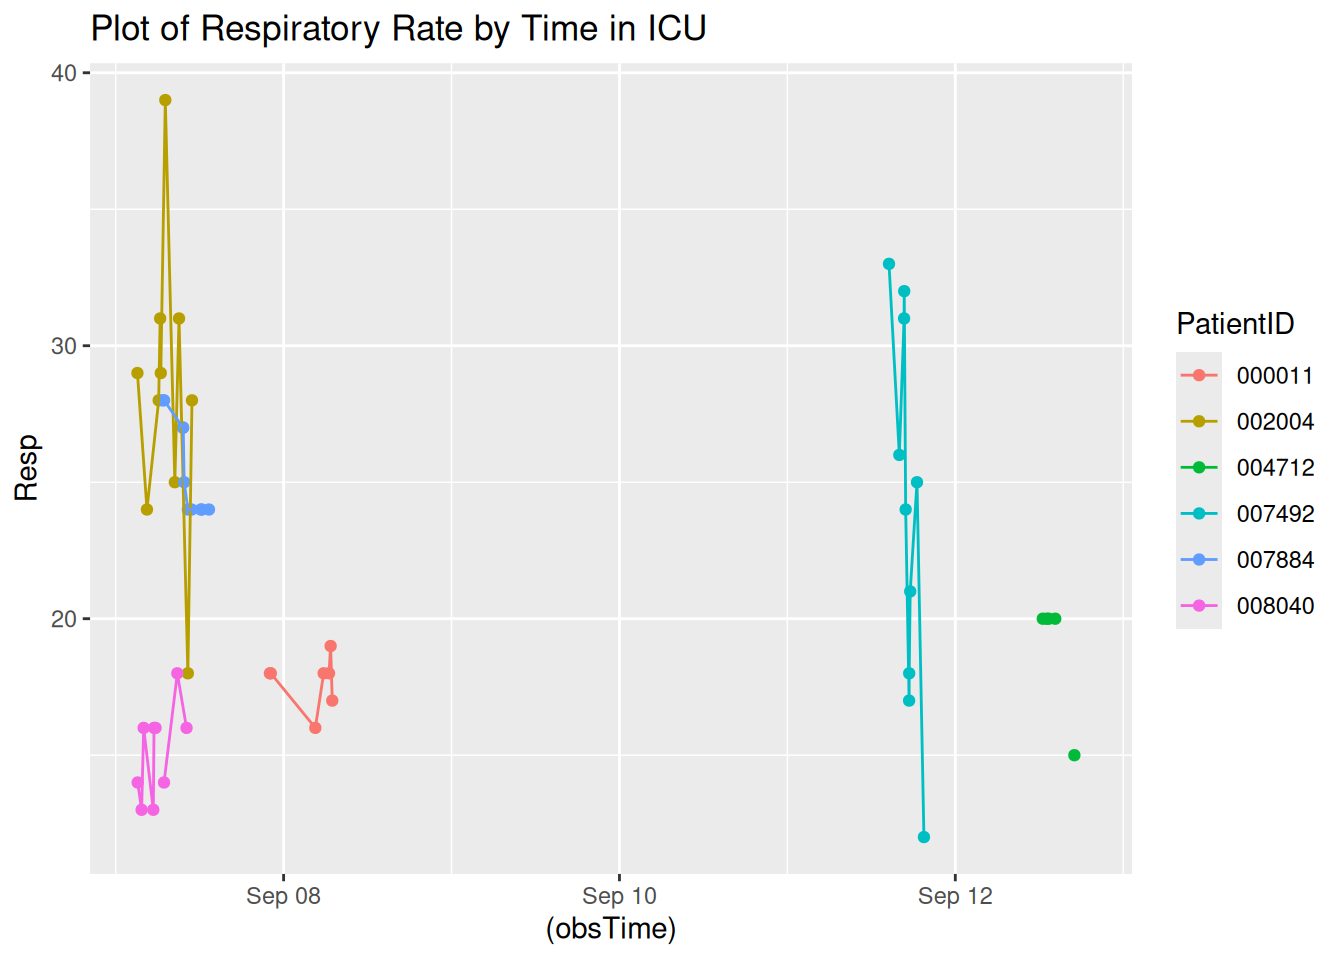 Plot of Respiratory Rate by Time in ICU
40
30
20
Resp
Sep 08
Sep 10
Sep 12
(obsTime)
PatientID
000011
002004
004712
007492
007884
008040